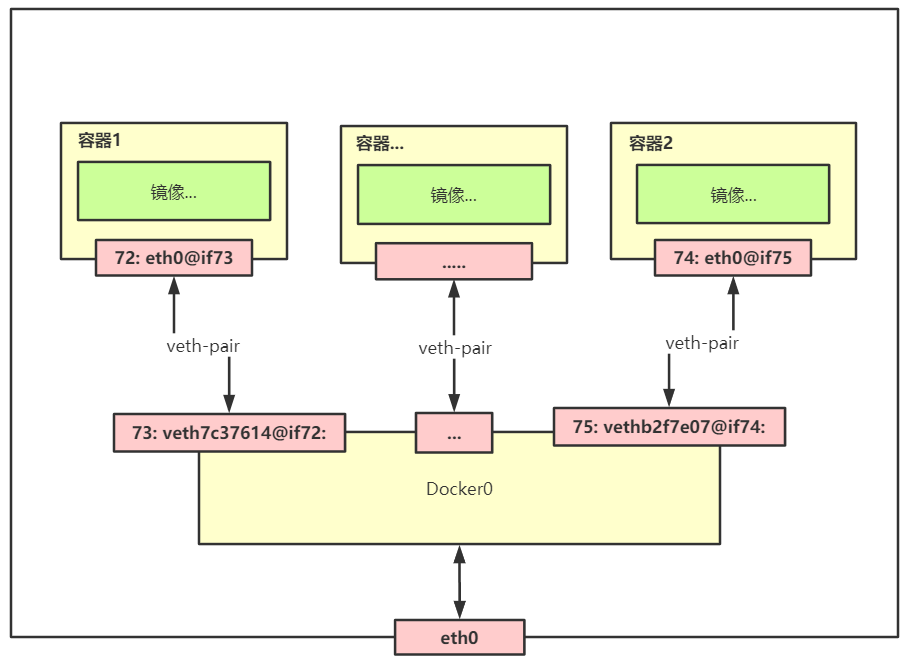 容器1
容器...
容器2
镜像...
镜像...
镜像...
72: eth0@if73
.....
74: eth0@if75
veth-pair
veth-pair
veth-pair
73: veth7c37614@if72:
...
75: vethb2f7e07@if74:
Docker0
eth0